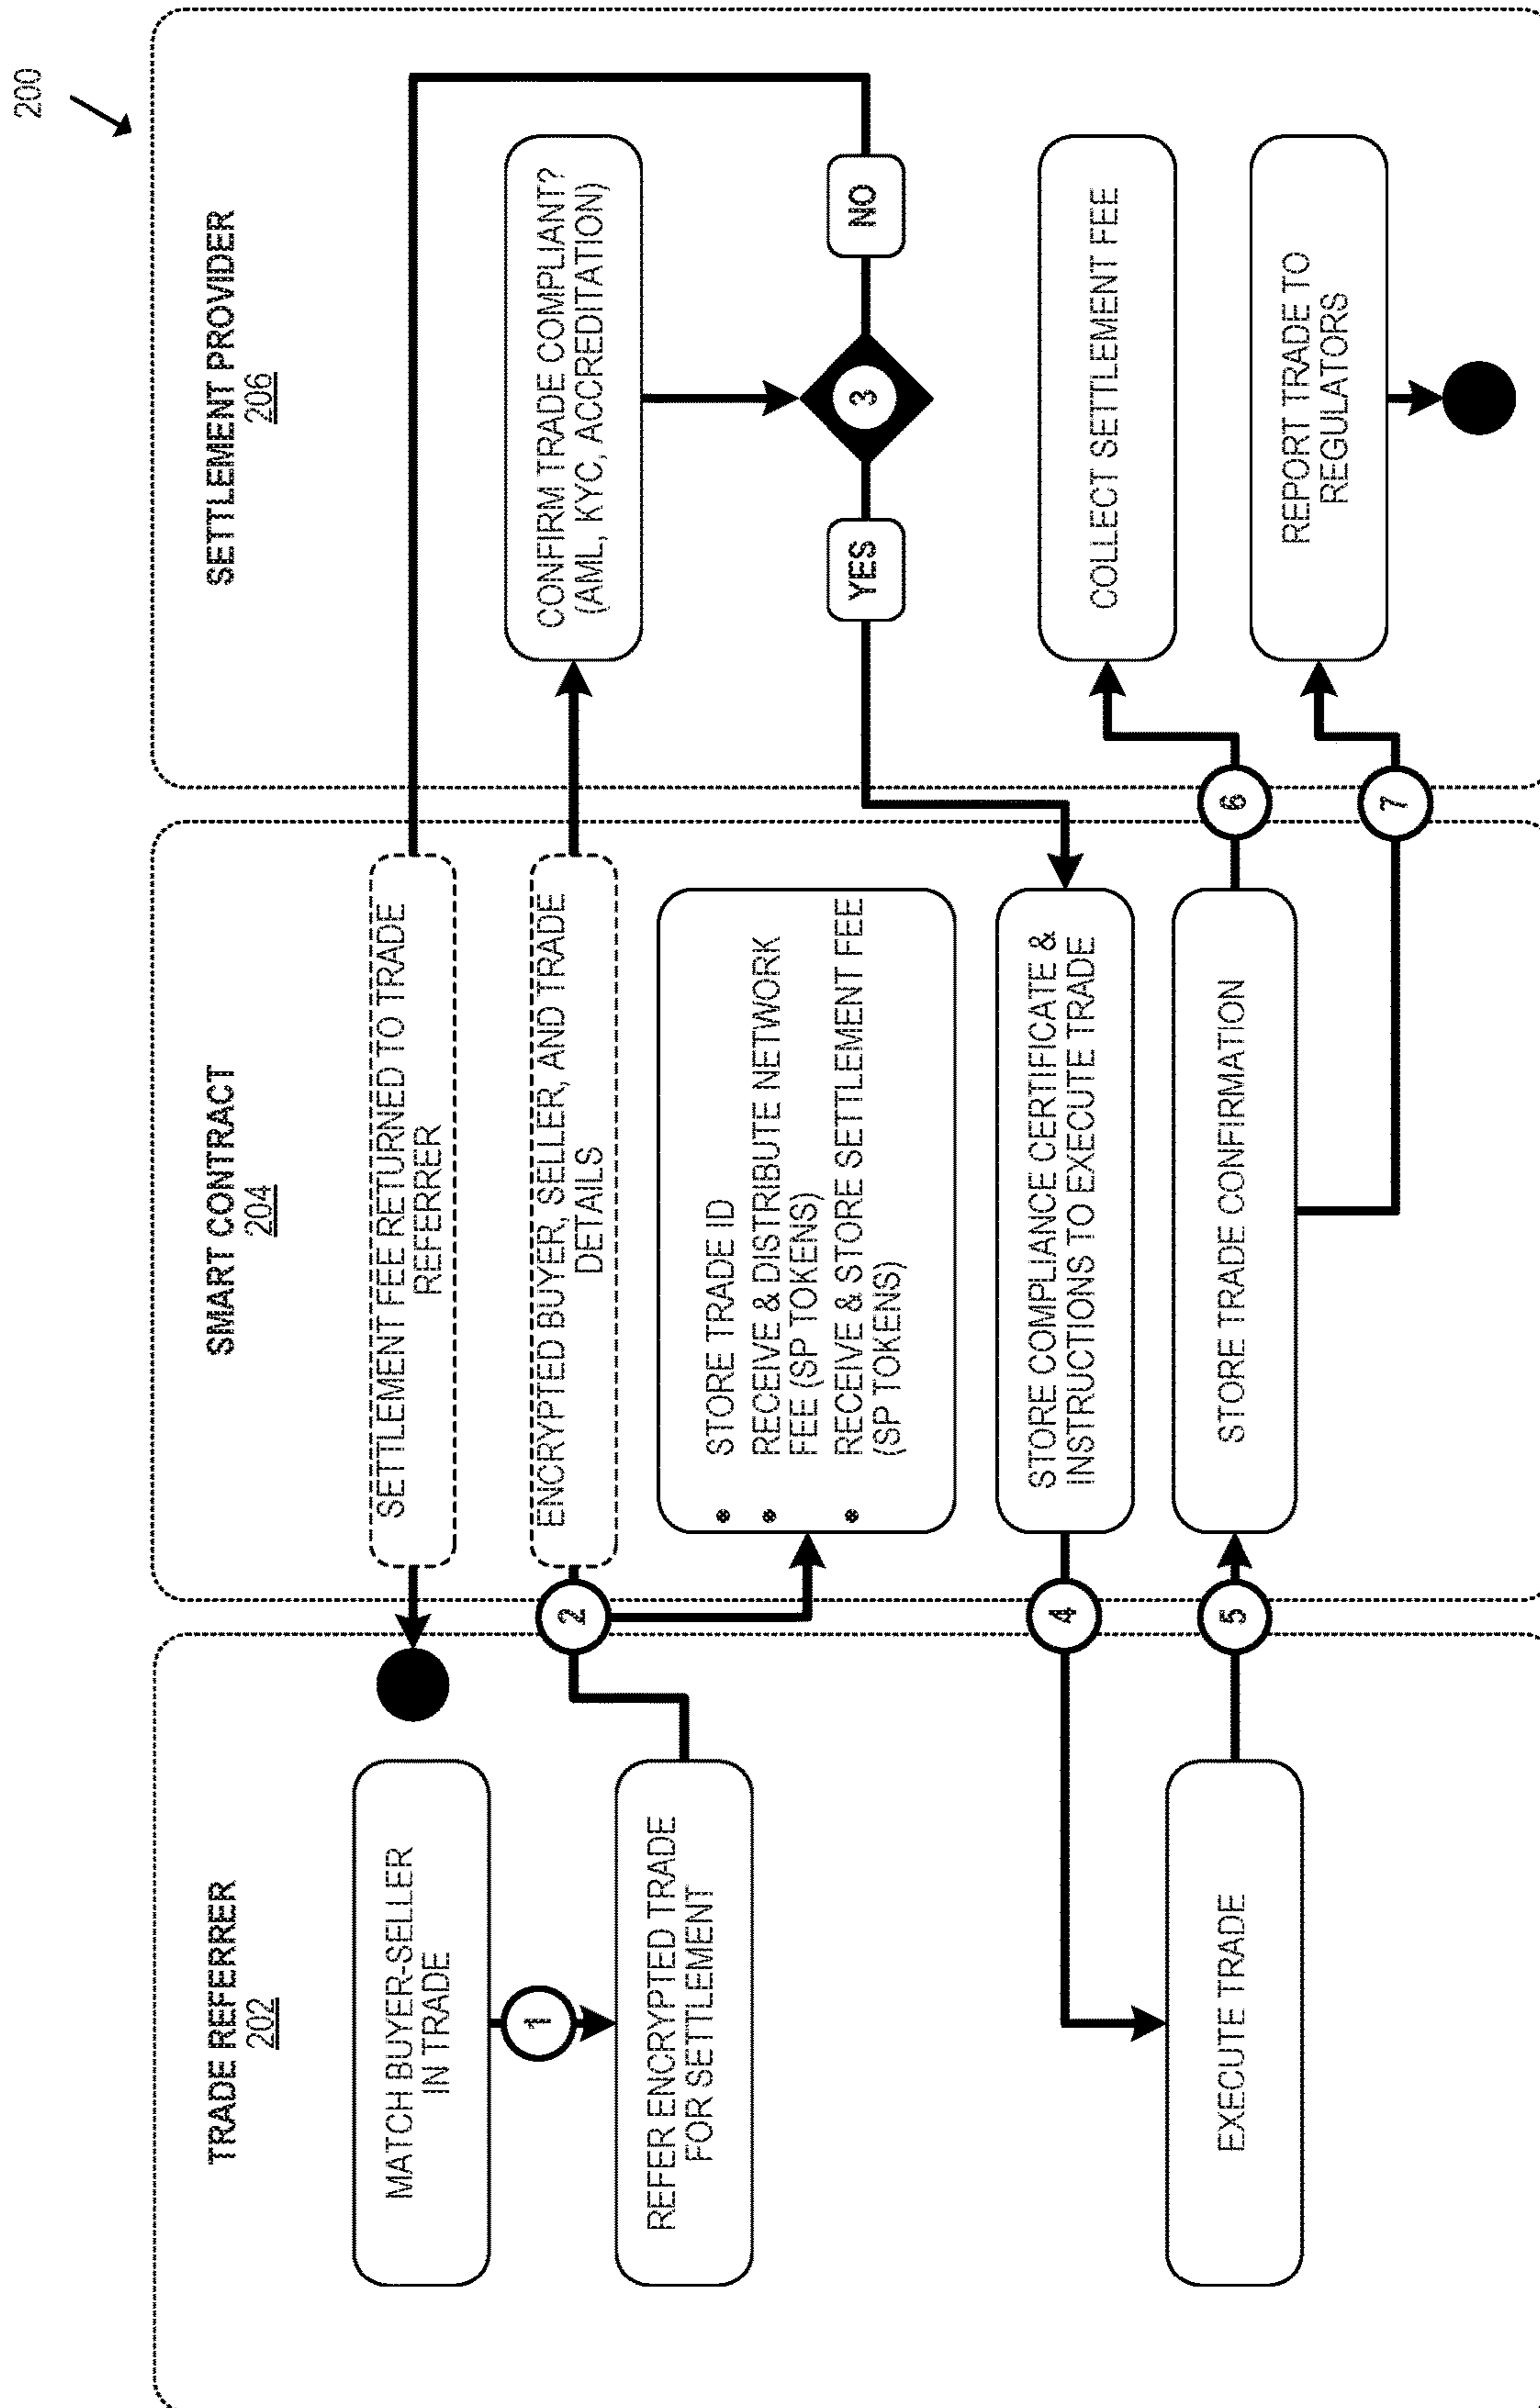 200
TRADE REFERRER
202
MATCH BUYER-SELLER
IN TRADE
1
REFER ENCRYPTED TRADE
FOR SETTLEMENT
EXECUTE TRADE
SMART CONTRACT
204
SETTLEMENT FEE RETURNED TO TRADE
REFERRER
2
ENCRYPTED BUYER, SELLER, AND TRADE
DETAILS
• STORE TRADE ID
• RECEIVE & DISTRIBUTE NETWORK
FEE (SP TOKENS)
• RECEIVE & STORE SETTLEMENT FEE
(SP TOKENS)
4
STORE COMPLIANCE CERTIFICATE &
INSTRUCTIONS TO EXECUTE TRADE
5
STORE TRADE CONFIRMATION
SETTLEMENT PROVIDER
206
CONFIRM TRADE COMPLIANT?
(AML, KYC, ACCREDITATION)
YES
3
NO
6
COLLECT SETTLEMENT FEE
7
REPORT TRADE TO
REGULATORS